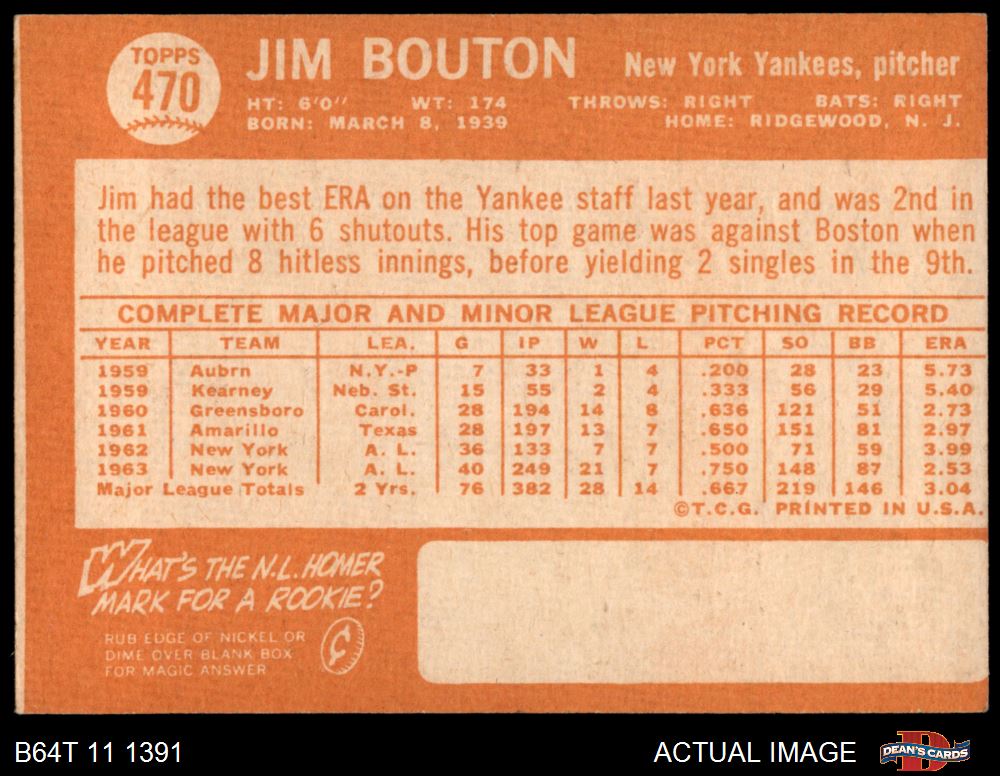 TOPPS
470
JIM BOUTON
New York Yankees, pitcher
HT: 6'0" WT: 174 THROWS: RIGHT BATS: RIGHT
BORN: MARCH 8, 1939 HOME: RIDGEWOOD, N. J.
Jim had the best ERA on the Yankee staff last year, and was 2nd in
the league with 6 shutouts. His top game was against Boston when
he pitched 8 hitless innings, before yielding 2 singles in the 9th.
COMPLETE MAJOR AND MINOR LEAGUE PITCHING RECORD
YEAR TEAM LEA. G IP W L PCT SO BB ERA
1959 Aubrn N.Y.-P 7 33 1 4 .200 28 23 5.73
1959 Kearney Neb. St. 15 55 2 4 .333 56 29 5.40
1960 Greensboro Carol. 28 194 14 8 .636 121 51 2.73
1961 Amarillo Texas 28 197 13 7 .650 151 81 2.97
1962 New York A. L. 36 133 7 7 .500 71 59 3.99
1963 New York A. L. 40 249 21 7 .750 148 87 2.53
Major League Totals 2 Yrs. 76 382 28 14 .667 219 146 3.04
©T.C.G. PRINTED IN U.S.A.
WHAT'S THE N.L. HOMER
MARK FOR A ROOKIE?
RUB EDGE OF NICKEL OR
DIME OVER BLANK BOX
FOR MAGIC ANSWER
¢
B64T 11 1391
ACTUAL IMAGE
D
DEAN'S CARDS